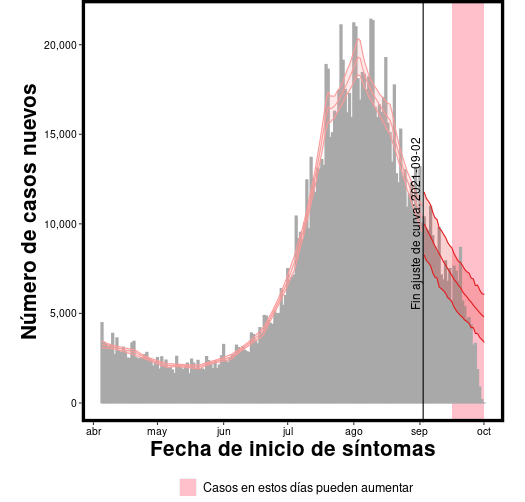 20,000
15,000
10,000
5,000
0
Número de casos nuevos
Fin ajuste de curva: 2021-09-02
abr may jun jul ago sep oct
Fecha de inicio de síntomas
Casos en estos días pueden aumentar